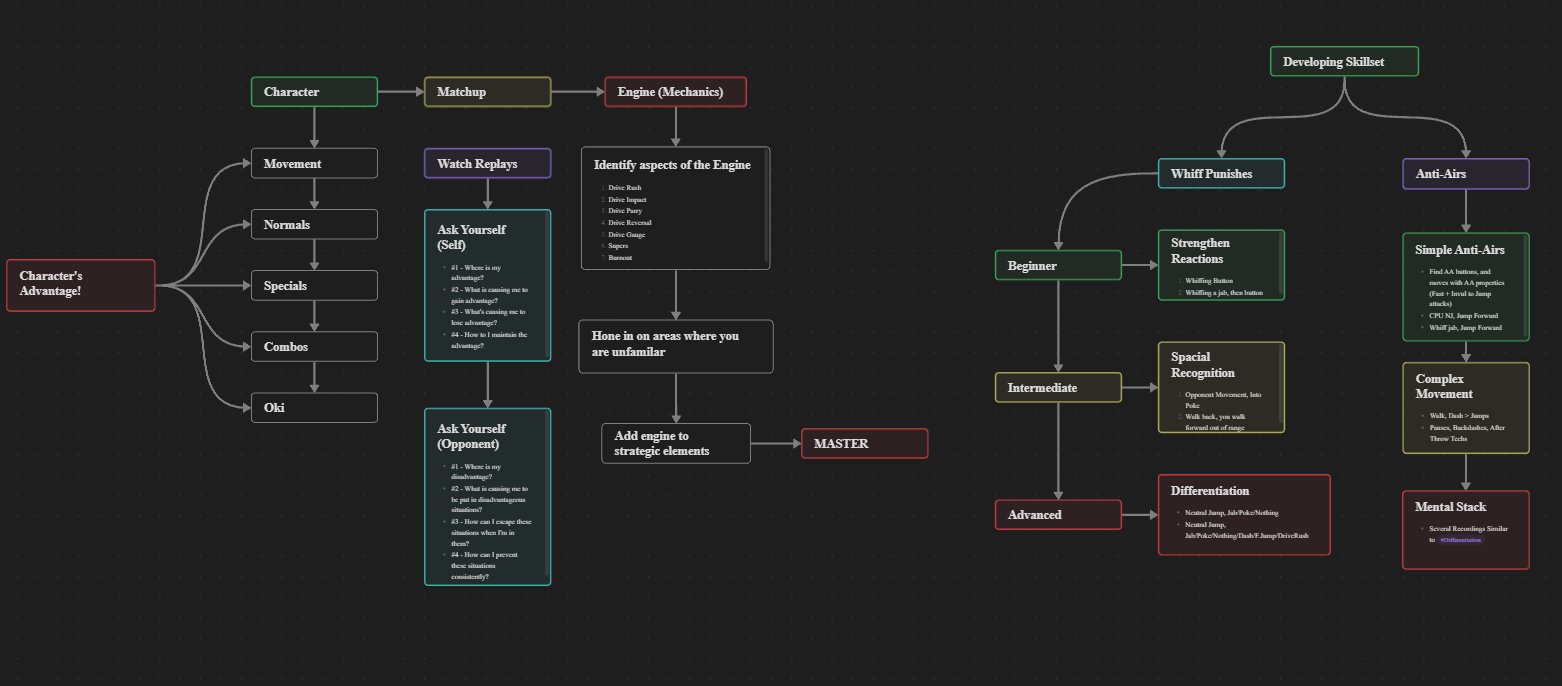 Character
Matchup
Engine (Mechanics)
Movement
Normals
Specials
Combos
Oki
Character's
Advantage!
Watch Replays
Ask Yourself
(Self)
#1 - Where is my
advantage?
#2 - What is causing me to
gain advantage?
#3 - What's causing me to
lose advantage?
#4 - How to I maintain the
advantage?
Ask Yourself
(Opponent)
#1 - Where is my
disadvantage?
#2 - What is causing me to
be put in disadvantageous
situations?
#3 - How can I escape these
situations when I'm in
them?
#4 - How can I prevent
these situations
consistently?
Identify aspects of the Engine
1. Drive Rush
2. Drive Impact
3. Drive Parry
4. Drive Reversal
5. Drive Gauge
6. Supers
7. Burnout
Hone in on areas where you
are unfamilar
Add engine to
strategic elements
MASTER
Developing Skillset
Whiff Punishes
Anti-Airs
Beginner
Strengthen
Reactions
1. Whiffing Button
2. Whiffing a jab, then button
Intermediate
Spacial
Recognition
1. Opponent Movement, Into
Poke
2. Walk back, you walk
forward out of range
Advanced
Differentiation
Neutral Jump, Jab/Poke/Nothing
Neutral Jump,
Jab/Poke/Nothing/Dash/F.Jump/DriveRush
Simple Anti-Airs
Find AA buttons, and
moves with AA properties
(Fast + Invul to Jump
attacks)
CPU NJ, Jump Forward
Whiff jab, Jump Forward
Complex
Movement
Walk, Dash > Jumps
Pauses, Backdashes, After
Throw Techs
Mental Stack
Several Recordings Similar
to #Differentiation